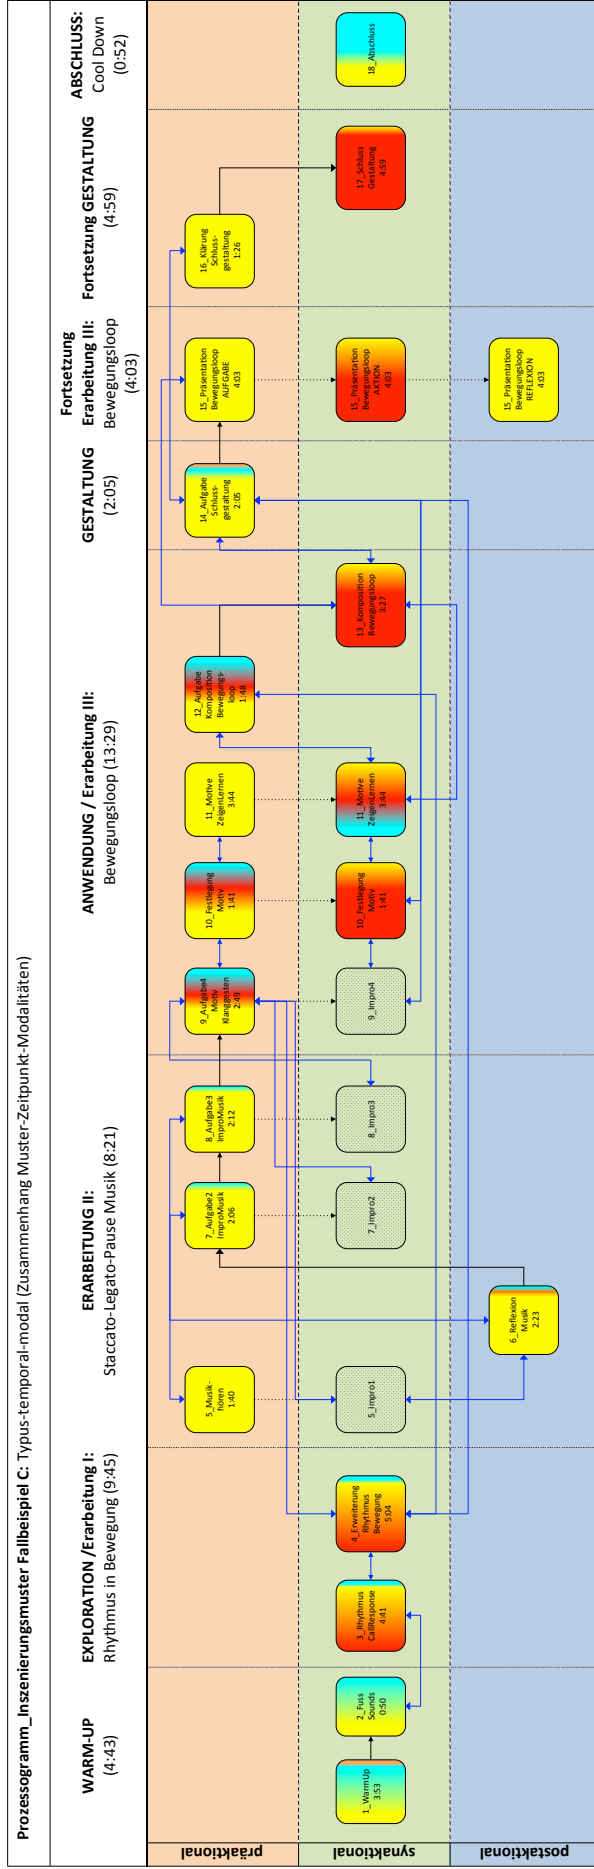 Prozessogramm_Inszenierungsmuster Fallbeispiel C: Typus-temporal-modal (Zusammenhang Muster-Zeitpunkt-Modalitäten)
WARM-UP
(4:43)
EXPLORATION /Erarbeitung I:
Rhythmus in Bewegung (9:45)
ERARBEITUNG II:
Staccato-Legato-Pause Musik (8:21)
ANWENDUNG / Erarbeitung III:
Bewegungsloop (13:29)
GESTALTUNG
(2:05)
Fortsetzung
Erarbeitung III:
Bewegungsloop
(4:03)
Fortsetzung GESTALTUNG
(4:59)
ABSCHLUSS:
Cool Down
(0:52)
präaktional
5_Musik-
hören
1:40
7_Aufgabe2
ImproMusik
2:06
8_Aufgabe3
ImproMusik
2:12
9_Aufgabe4
Motiv
Klanggesten
2:49
10_Festlegung
Motiv
1:41
11_Motive
ZeigenLernen
3:44
12_Aufgabe
Komposition
Bewegungs-
loop
1:48
14_Aufgabe
Schluss-
gestaltung
2:05
15_Präsentation
Bewegungsloop
AUFGABE
4:03
16_Klärung
Schluss-
gestaltung
1:26
synaktional
1_WarmUp
3:53
2_Fuss
Sounds
0:50
3_Rhythmus
CallResponse
4:41
4_Erweiterung
Rhythmus
Bewegung
5:04
5_Impro1
7_Impro2
8_Impro3
9_Impro4
10_Festlegung
Motiv
1:41
11_Motive
ZeigenLernen
3:44
13_Komposition
Bewegungsloop
3:27
15_Präsentation
Bewegungsloop
AKTION
4:03
17_Schluss
Gestaltung
4:59
18_Abschluss
postaktional
6_Reflexion
Musik
2:23
15_Präsentation
Bewegungsloop
REFLEXION
4:03